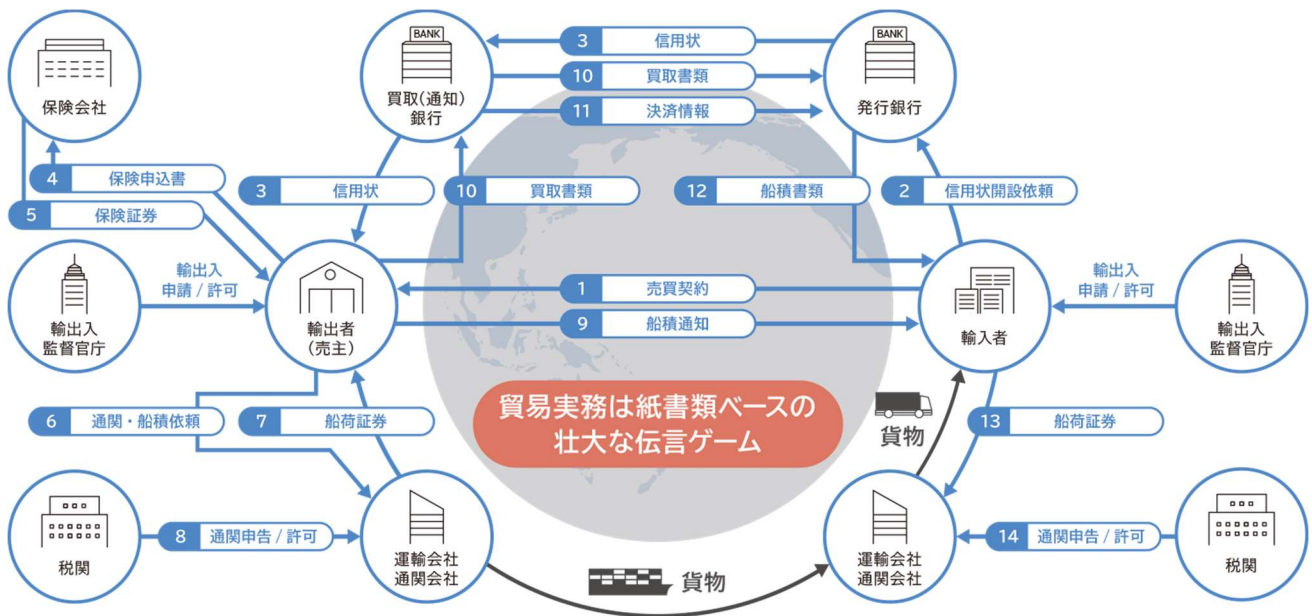 BANK
買取(通知)
銀行
3 信用状
10 買取書類
11 決済情報
BANK
発行銀行
保険会社
4 保険申込書
5 保険証券
3 信用状
10 買取書類
12 船積書類
2 信用状開設依頼
輸出入
監督官庁
輸出入
申請 / 許可
輸出者
(売主)
1 売買契約
9 船積通知
輸入者
輸出入
申請 / 許可
輸出入
監督官庁
貿易実務は紙書類ベースの
壮大な伝言ゲーム
6 通関・船積依頼
7 船荷証券
貨物
13 船荷証券
税関
8 通関申告 / 許可
運輸会社
通関会社
貨物
運輸会社
通関会社
14 通関申告 / 許可
税関